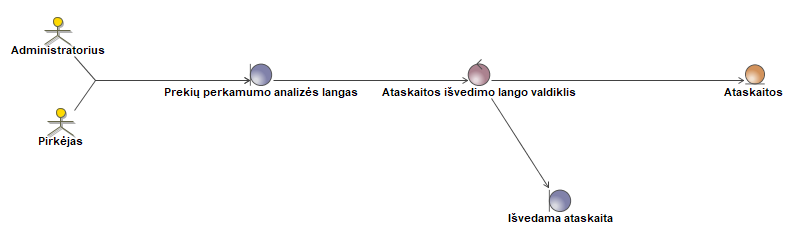 Administratorius
Prekių perkamumo analizės langas
Ataskaitos išvedimo lango valdiklis
Ataskaitos
Pirkėjas
Išvedama ataskaita